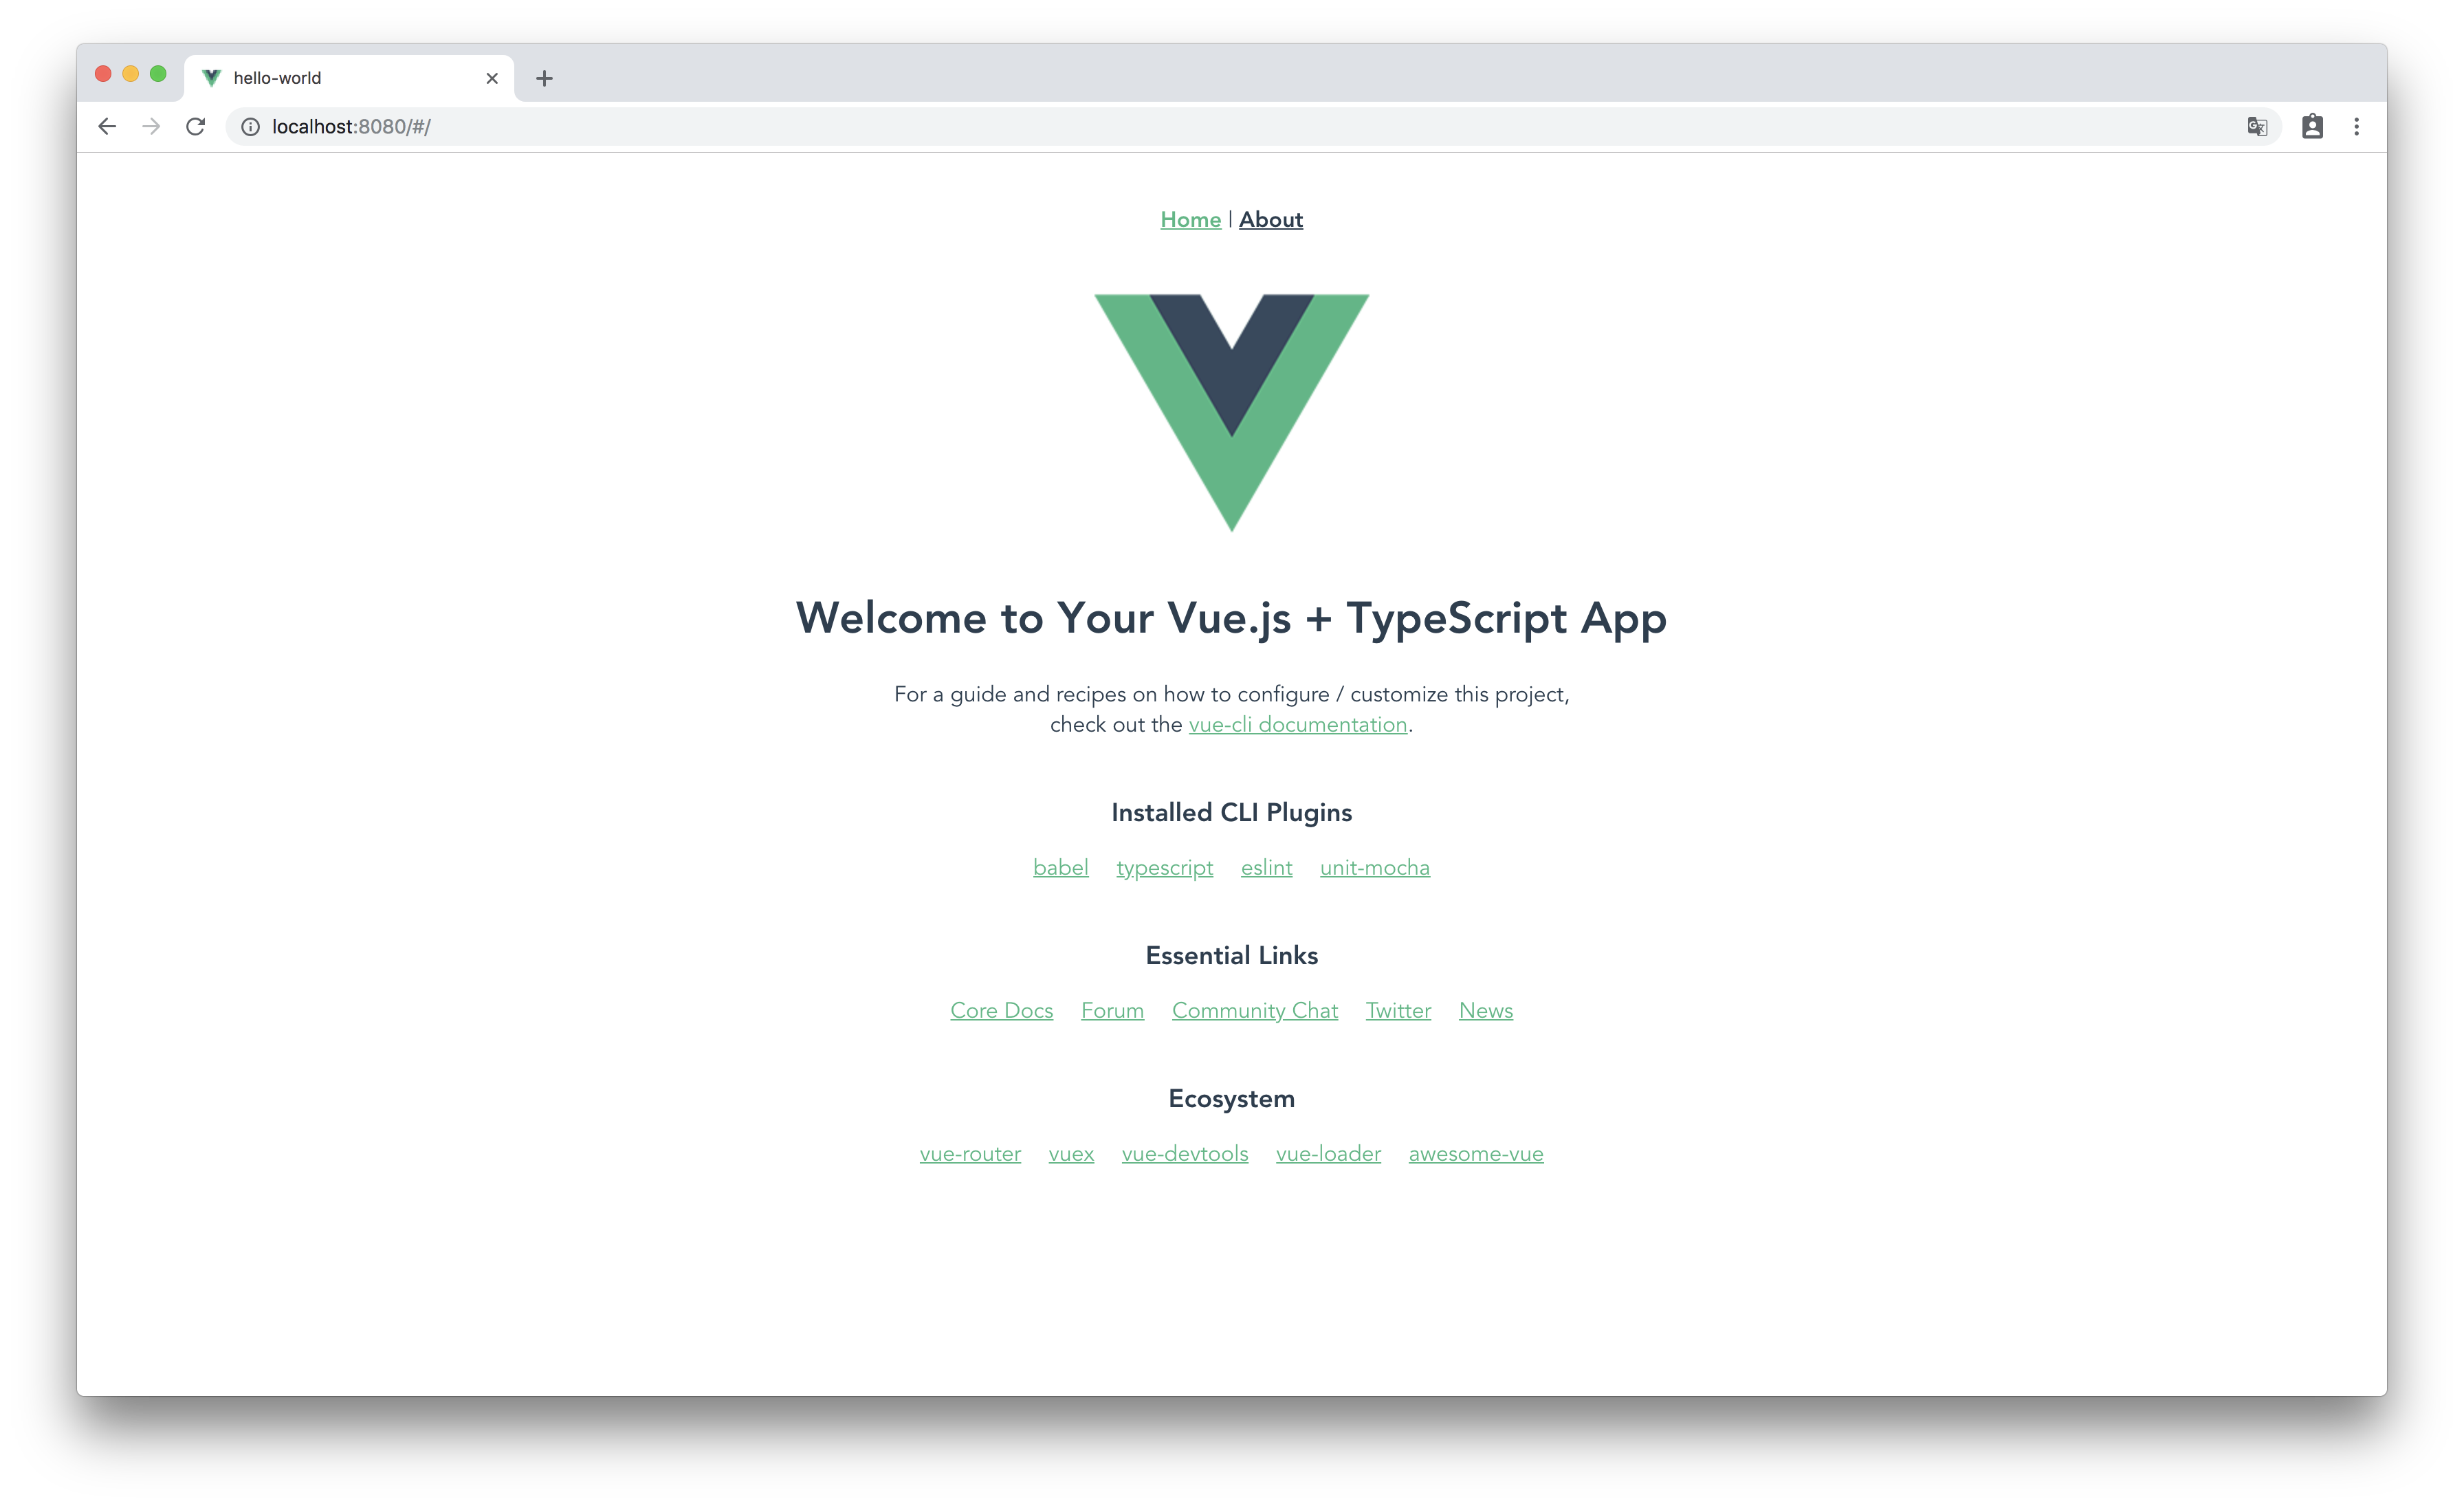 hello-world
localhost:8080/#/
Home | About
Welcome to Your Vue.js + TypeScript App
For a guide and recipes on how to configure / customize this project,
check out the vue-cli documentation.
Installed CLI Plugins
babel typescript eslint unit-mocha
Essential Links
Core Docs Forum Community Chat Twitter News
Ecosystem
vue-router vuex vue-devtools vue-loader awesome-vue